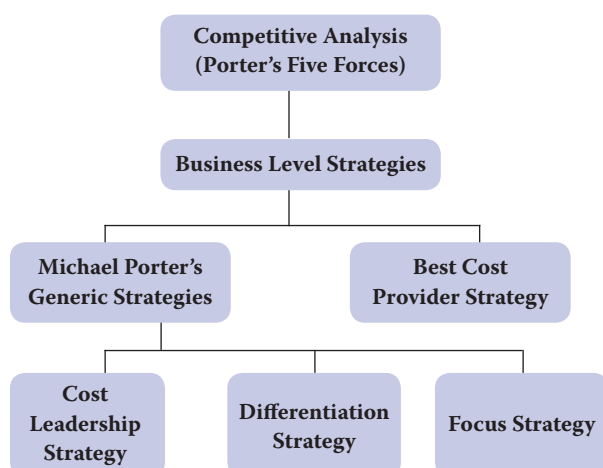 Competitive Analysis
(Porter’s Five Forces)
Business Level Strategies
Michael Porter’s
Generic Strategies
Best Cost
Provider Strategy
Cost
Leadership
Strategy
Differentiation
Strategy
Focus Strategy